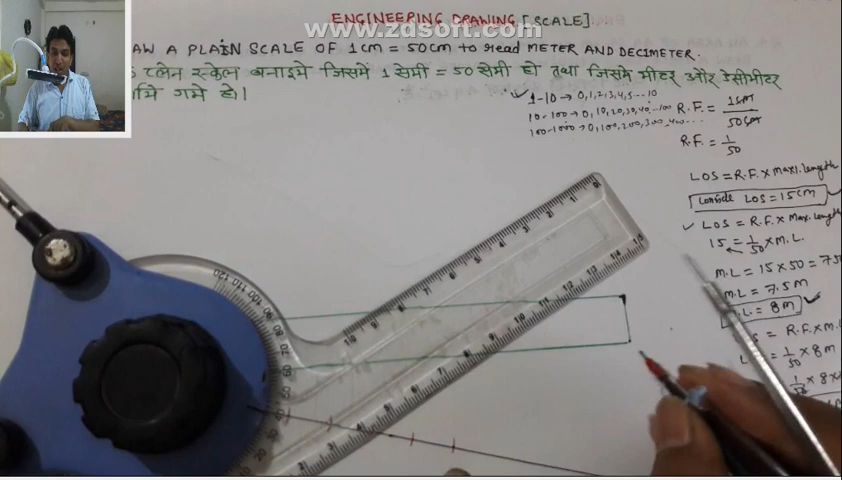 ENGINEERING DRAWING [SCALE]
www.zdsoft.com
AW A PLAIN SCALE OF 1cm = 50cm to read METER AND DECIMETER.
प्लेन स्केल बनाइये जिसमे 1 सेमी = 50 सेमी हो तथा जिसमे मीटर और डेसीमीटर
गये हो।
1-10 → 0,1,2,3,4,5---10
10-100 → 0,10,20,30,40,--100
100-1000 → 0,100,200,300,400...
R.F. = 1cm
50cm
R.F. = 1/50
LOS = R.F. x Maxi. length
LOS = 15cm
LOS = R.F. x Max. length
15 = 1/50 x M.L.
M.L = 15 x 50 = 75
M.L = 7.5m
L. = 8m
= R.F. x M.
= 1/50 x 8m